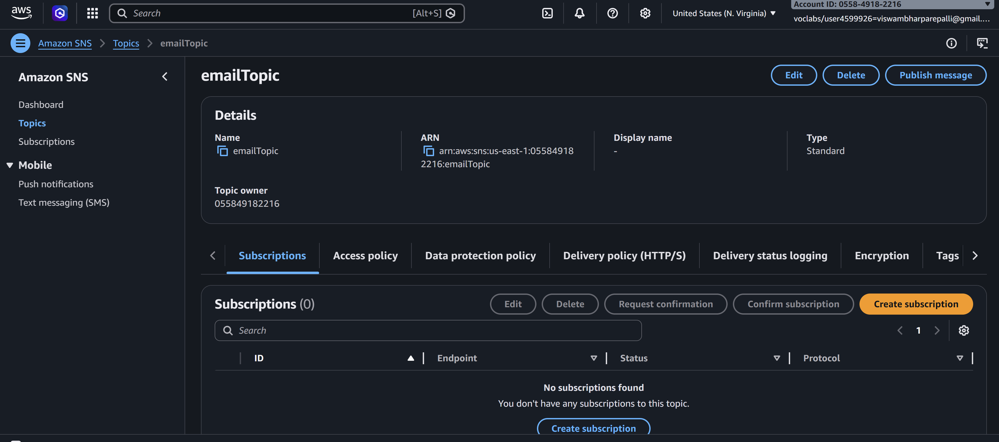 aws
Search [Alt+S]
United States (N. Virginia)
Account ID: 0558-4918-2216
voclabs/user4599926=viswambharparepalli@gmail....
Amazon SNS
Topics
emailTopic
Amazon SNS
Dashboard
Topics
Subscriptions
Mobile
Push notifications
Text messaging (SMS)
emailTopic
Edit
Delete
Publish message
Details
Name
emailTopic
ARN
arn:aws:sns:us-east-1:05584918
2216:emailTopic
Display name
-
Type
Standard
Topic owner
055849182216
Subscriptions
Access policy
Data protection policy
Delivery policy (HTTP/S)
Delivery status logging
Encryption
Tags
Subscriptions (0)
Edit
Delete
Request confirmation
Confirm subscription
Create subscription
Search
1
ID
Endpoint
Status
Protocol
No subscriptions found
You don't have any subscriptions to this topic.
Create subscription